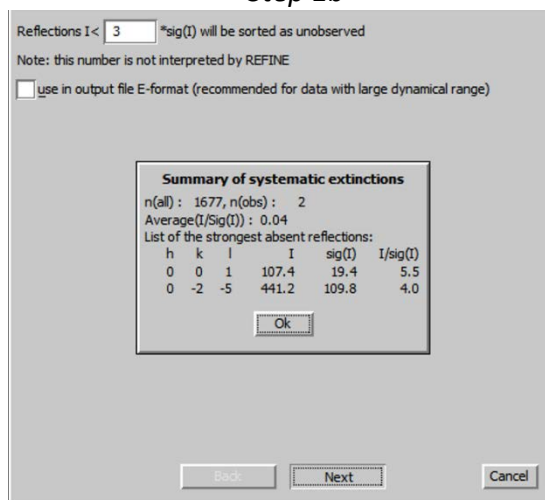 Reflections I< 3 *sig(I) will be sorted as unobserved
Note: this number is not interpreted by REFINE
use in output file E-format (recommended for data with large dynamical range)
Summary of systematic extinctions
n(all) : 1677, n(obs) : 2
Average(I/Sig(I)) : 0.04
List of the strongest absent reflections:
h k l I sig(I) I/sig(I)
0 0 1 107.4 19.4 5.5
0 -2 -5 441.2 109.8 4.0
Ok
Back Next Cancel